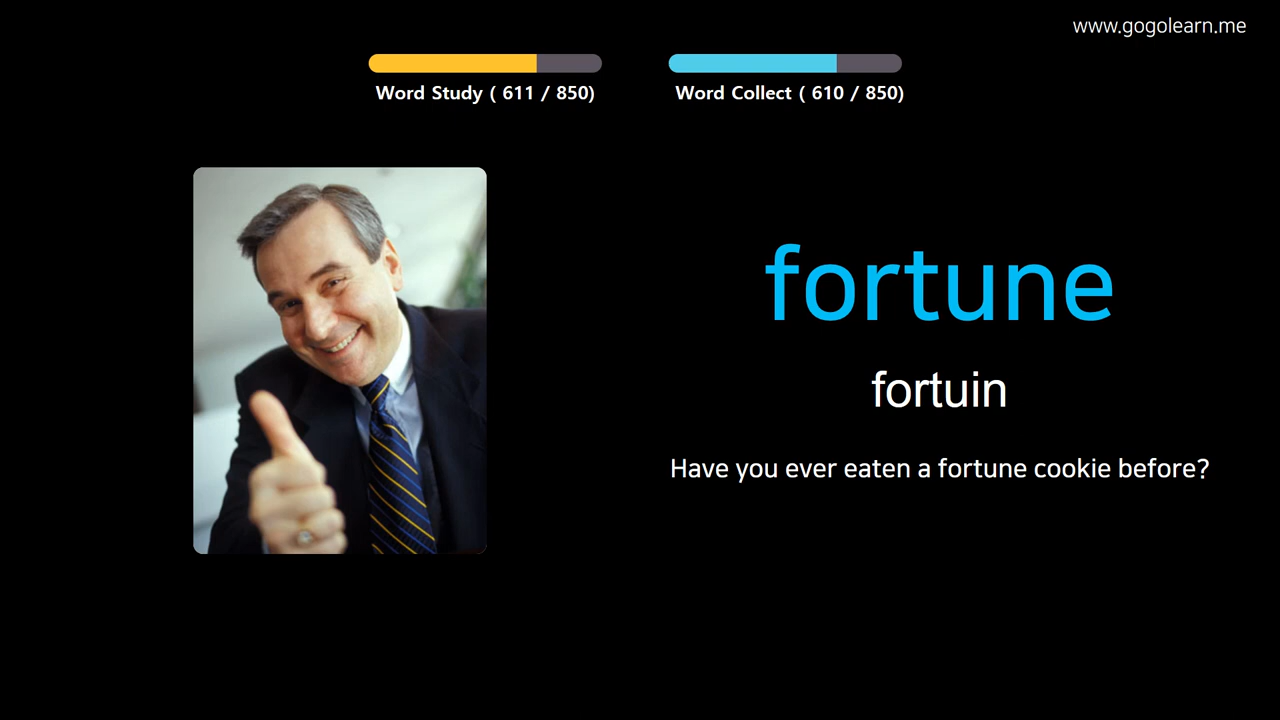 www.gogolearn.me
Word Study ( 611 / 850)
Word Collect ( 610 / 850)
fortune
fortuin
Have you ever eaten a fortune cookie before?